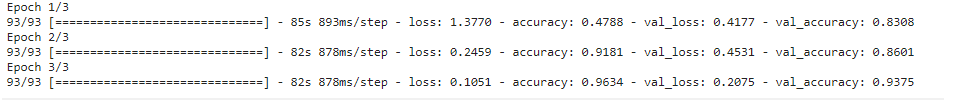 Epoch 1/3
93/93 [==============================] - 85s 893ms/step - loss: 1.3770 - accuracy: 0.4788 - val_loss: 0.4177 - val_accuracy: 0.8308
Epoch 2/3
93/93 [==============================] - 82s 878ms/step - loss: 0.2459 - accuracy: 0.9181 - val_loss: 0.4531 - val_accuracy: 0.8601
Epoch 3/3
93/93 [==============================] - 82s 878ms/step - loss: 0.1051 - accuracy: 0.9634 - val_loss: 0.2075 - val_accuracy: 0.9375